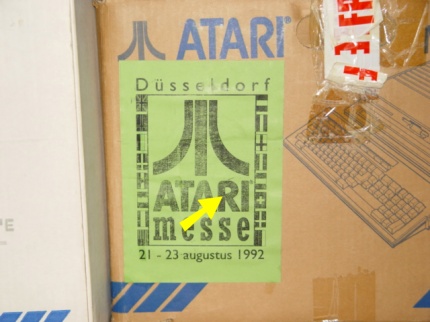 ATARI
Düsseldorf
ATARI
messe
21 - 23 augustus 1992